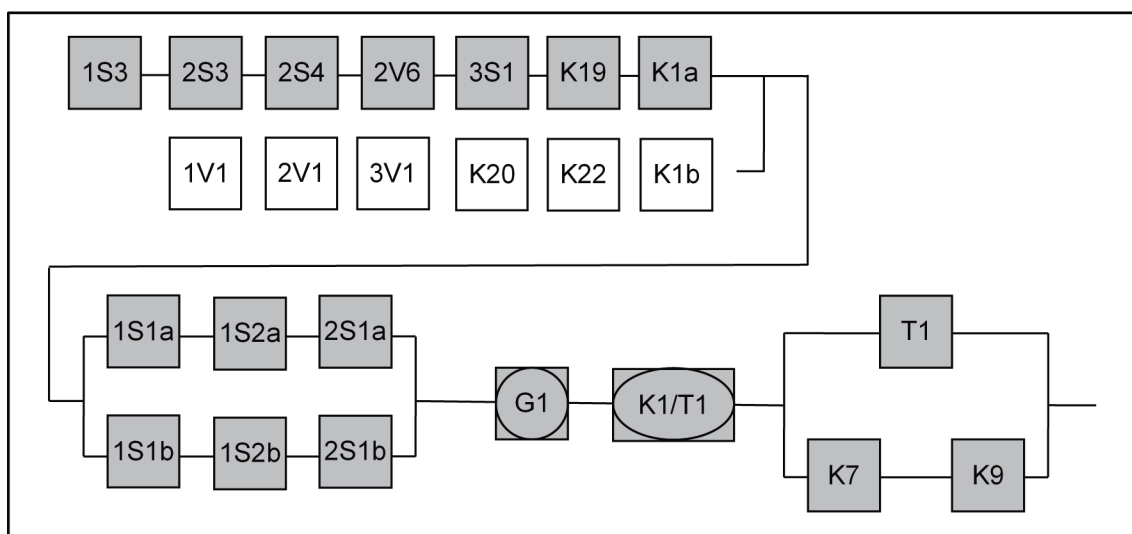 1S3 2S3 2S4 2V6 3S1 K19 K1a
1V1 2V1 3V1 K20 K22 K1b
1S1a 1S2a 2S1a
T1
G1 K1/T1
1S1b 1S2b 2S1b
K7 K9